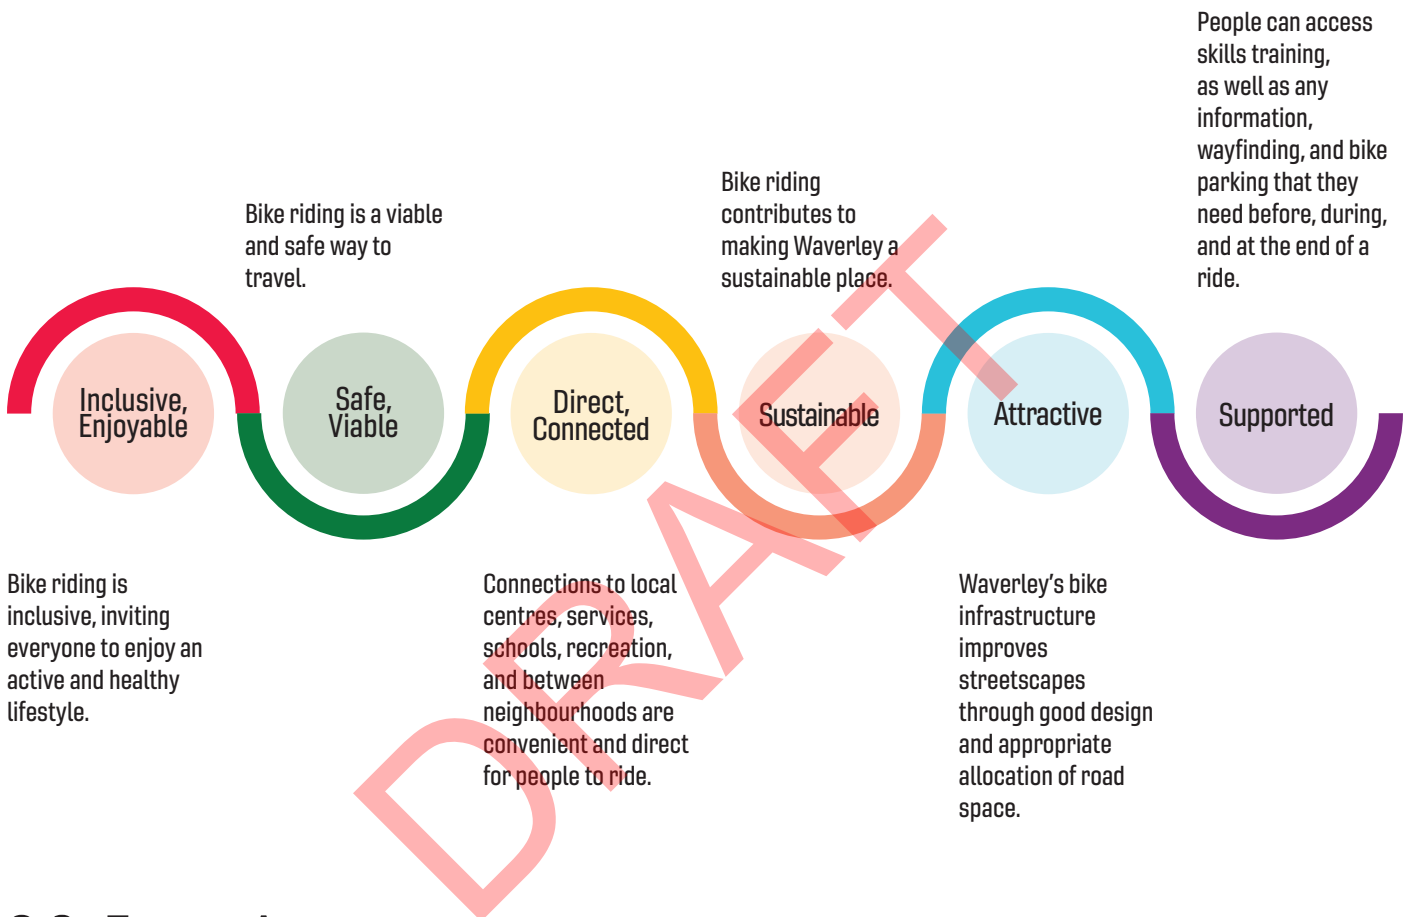 Inclusive,
Enjoyable
Bike riding is
inclusive, inviting
everyone to enjoy an
active and healthy
lifestyle.
Bike riding is a viable
and safe way to
travel.
Safe,
Viable
Direct,
Connected
Connections to local
centres, services,
schools, recreation,
and between
neighbourhoods are
convenient and direct
for people to ride.
Bike riding
contributes to
making Waverley a
sustainable place.
Sustainable
Attractive
Waverley’s bike
infrastructure
improves
streetscapes
through good design
and appropriate
allocation of road
space.
People can access
skills training,
as well as any
information,
wayfinding, and bike
parking that they
need before, during,
and at the end of a
ride.
Supported
DRAFT